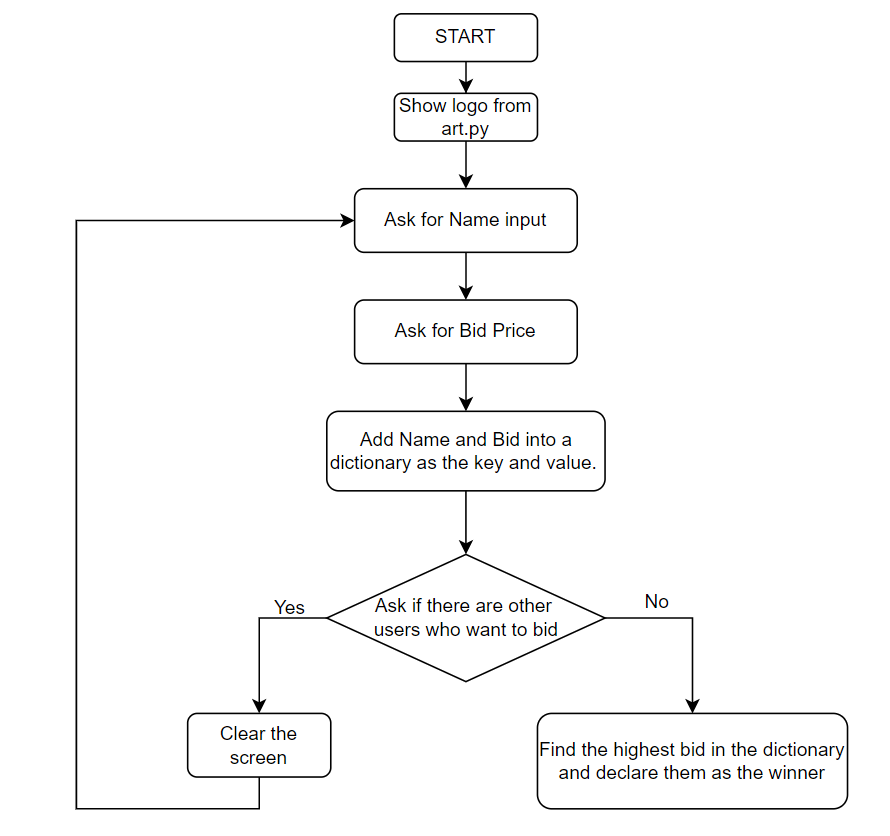 START
Show logo from
art.py
Ask for Name input
Ask for Bid Price
Add Name and Bid into a
dictionary as the key and value.
Ask if there are other
users who want to bid
Yes
No
Clear the
screen
Find the highest bid in the dictionary
and declare them as the winner